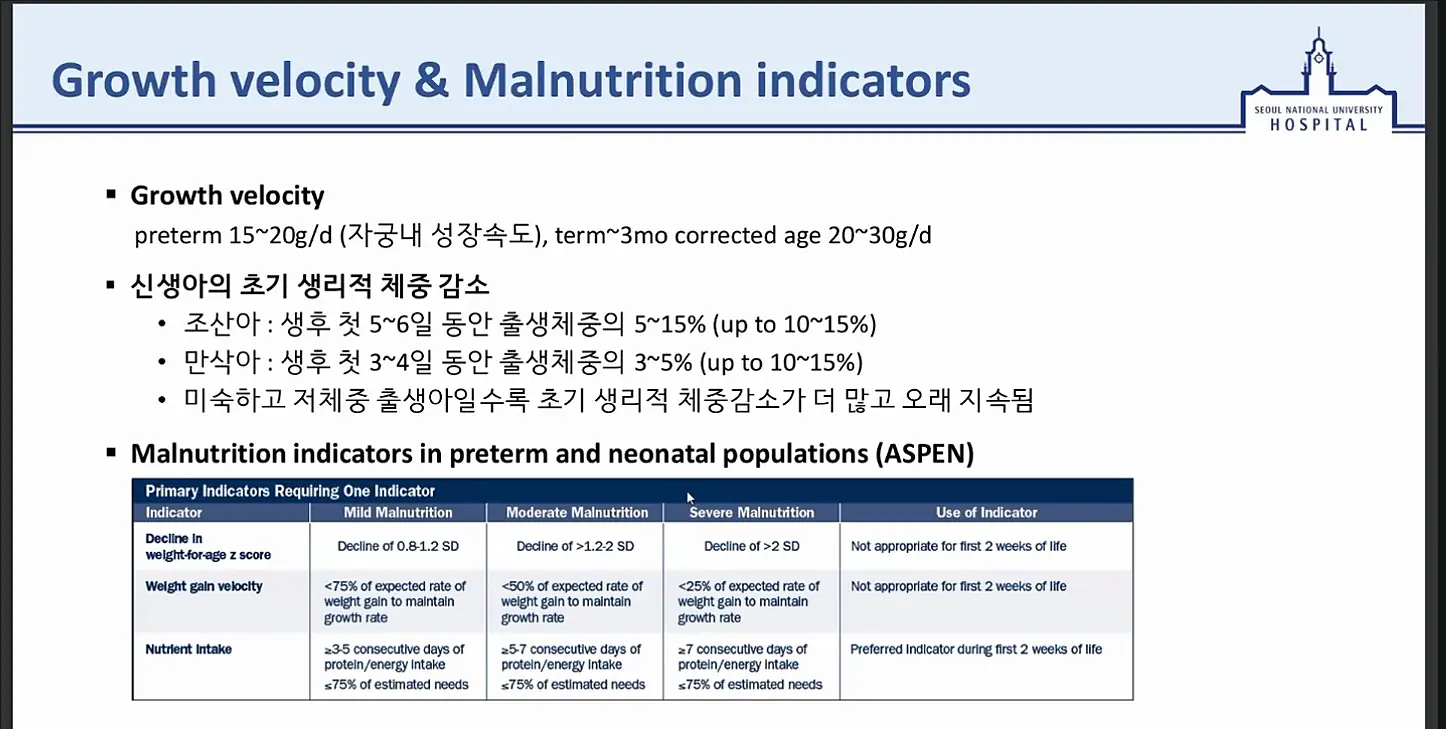 Growth velocity & Malnutrition indicators
SEOUL NATIONAL UNIVERSITY
HOSPITAL
▪ Growth velocity
preterm 15~20g/d (자궁내 성장속도), term~3mo corrected age 20~30g/d
▪ 신생아의 초기 생리적 체중 감소
• 조산아 : 생후 첫 5~6일 동안 출생체중의 5~15% (up to 10~15%)
• 만삭아 : 생후 첫 3~4일 동안 출생체중의 3~5% (up to 10~15%)
• 미숙하고 저체중 출생아일수록 초기 생리적 체중감소가 더 많고 오래 지속됨
▪ Malnutrition indicators in preterm and neonatal populations (ASPEN)
Primary Indicators Requiring One Indicator
Indicator Mild Malnutrition Moderate Malnutrition Severe Malnutrition Use of Indicator
Decline in
weight-for-age z score
Decline of 0.8-1.2 SD
Decline of >1.2-2 SD
Decline of >2 SD
Not appropriate for first 2 weeks of life
Weight gain velocity
<75% of expected rate of
weight gain to maintain
growth rate
<50% of expected rate of
weight gain to maintain
growth rate
<25% of expected rate of
weight gain to maintain
growth rate
Not appropriate for first 2 weeks of life
Nutrient Intake
≥3-5 consecutive days of
protein/energy intake
≤75% of estimated needs
≥5-7 consecutive days of
protein/energy intake
≤75% of estimated needs
≥7 consecutive days of
protein/energy intake
≤75% of estimated needs
Preferred indicator during first 2 weeks of life